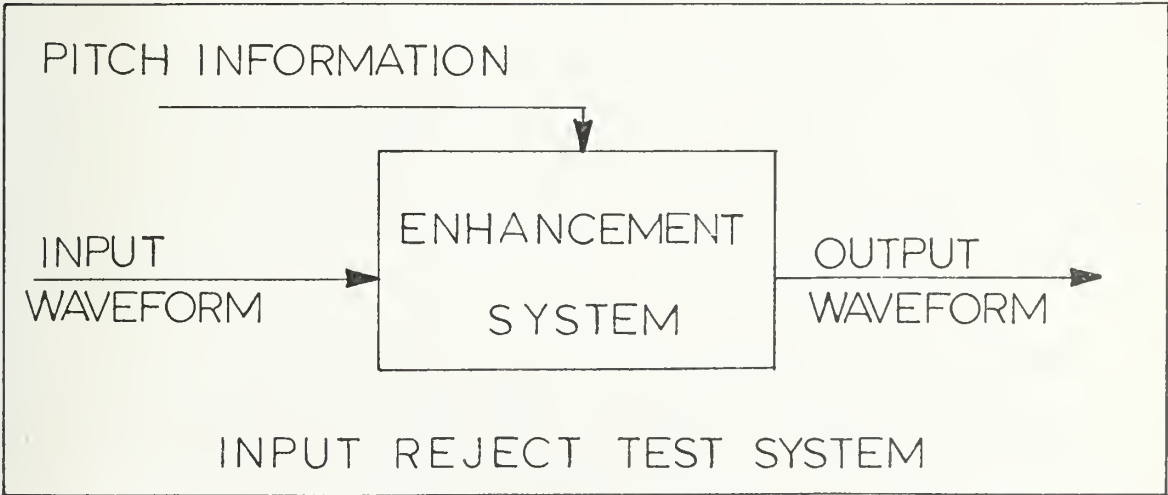 PITCH INFORMATION
ENHANCEMENT
SYSTEM
INPUT
WAVEFORM
OUTPUT
WAVEFORM
INPUT REJECT TEST SYSTEM